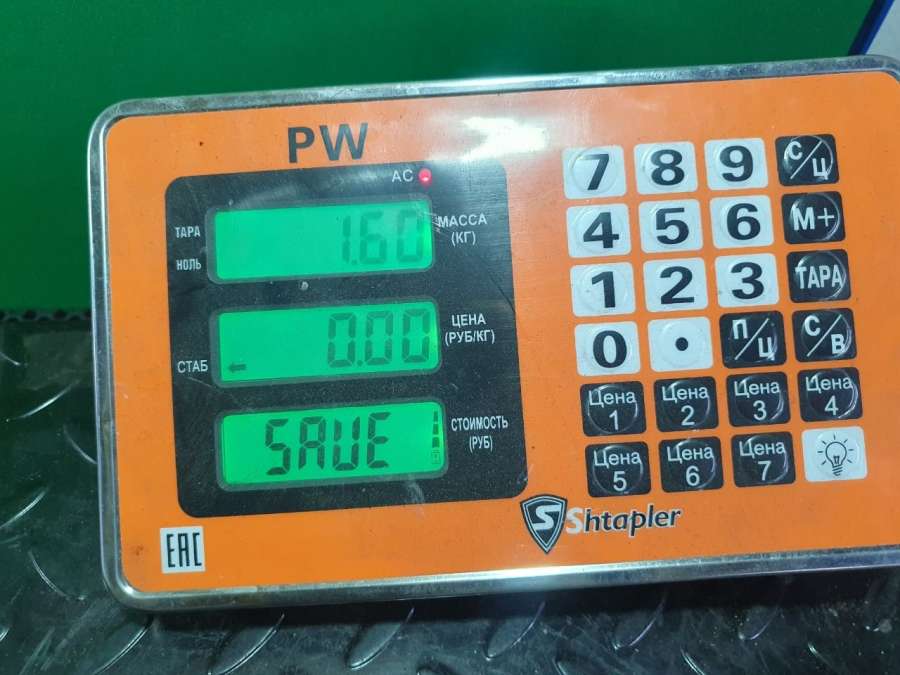 PW
AC
ТАРА
НОЛЬ
1.60
МАССА
(КГ)
СТАБ
0.00
ЦЕНА
(РУБ/КГ)
SAVE
СТОИМОСТЬ
(РУБ)
7 8 9 С/Ц
4 5 6 М+
1 2 3 ТАРА
0 • П/Ц С/В
Цена 1 Цена 2 Цена 3 Цена 4
Цена 5 Цена 6 Цена 7
S Shtapler
EAC